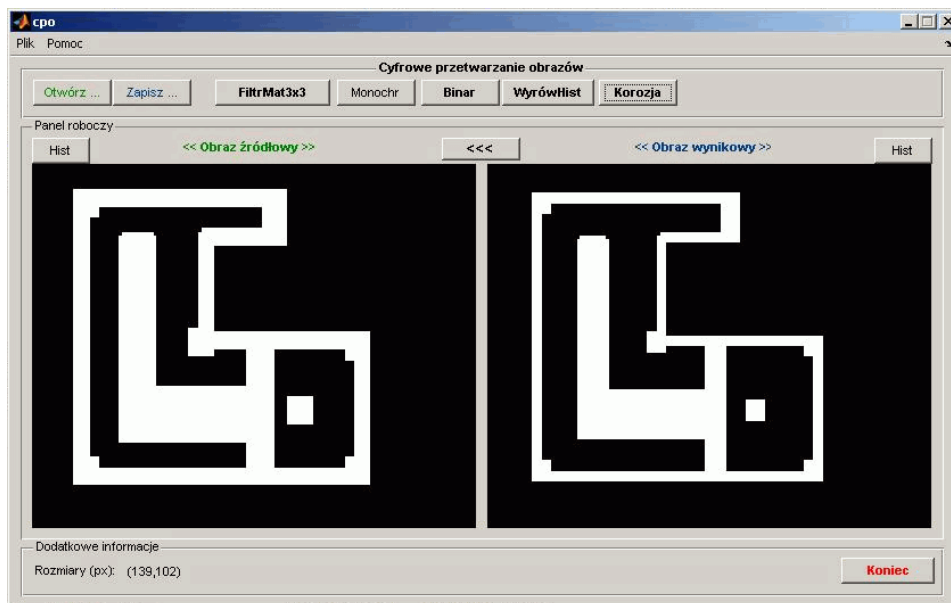 cpo
Plik Pomoc
Cyfrowe przetwarzanie obrazów
Otwórz ... Zapisz ... FiltrMat3x3 Monochr Binar WyrówHist Korozja
Panel roboczy
Hist << Obraz źródłowy >> <<< << Obraz wynikowy >> Hist
Dodatkowe informacje
Rozmiary (px): (139,102) Koniec